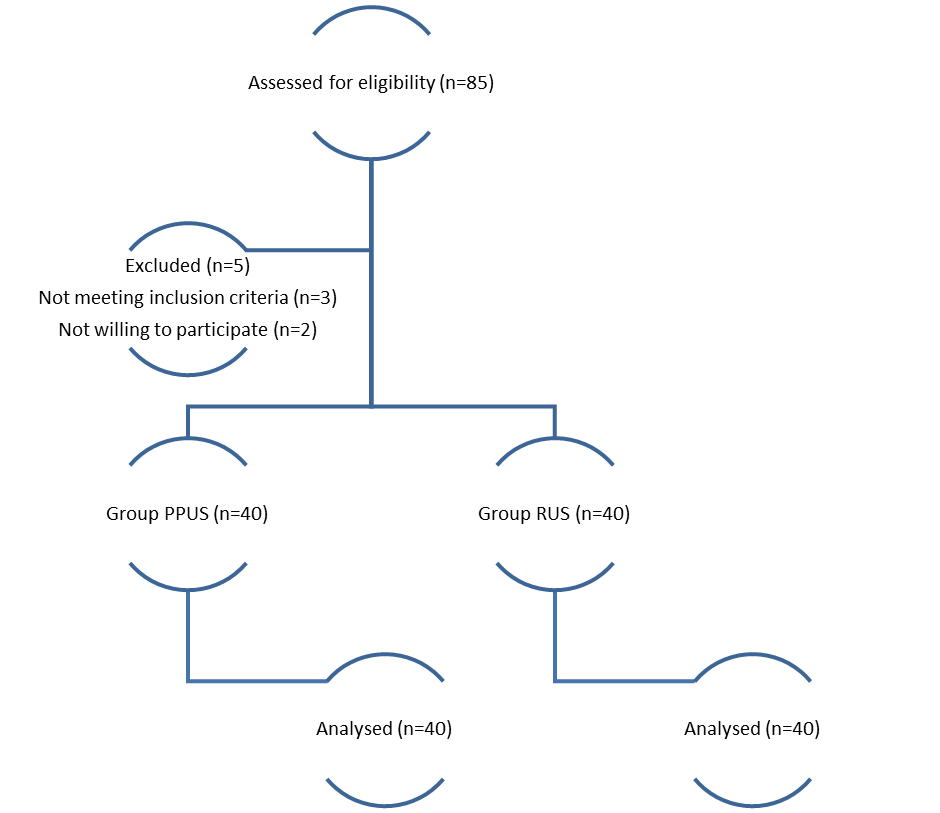 Assessed for eligibility (n=85)
Excluded (n=5)
Not meeting inclusion criteria (n=3)
Not willing to participate (n=2)
Group PPUS (n=40)
Group RUS (n=40)
Analysed (n=40)
Analysed (n=40)